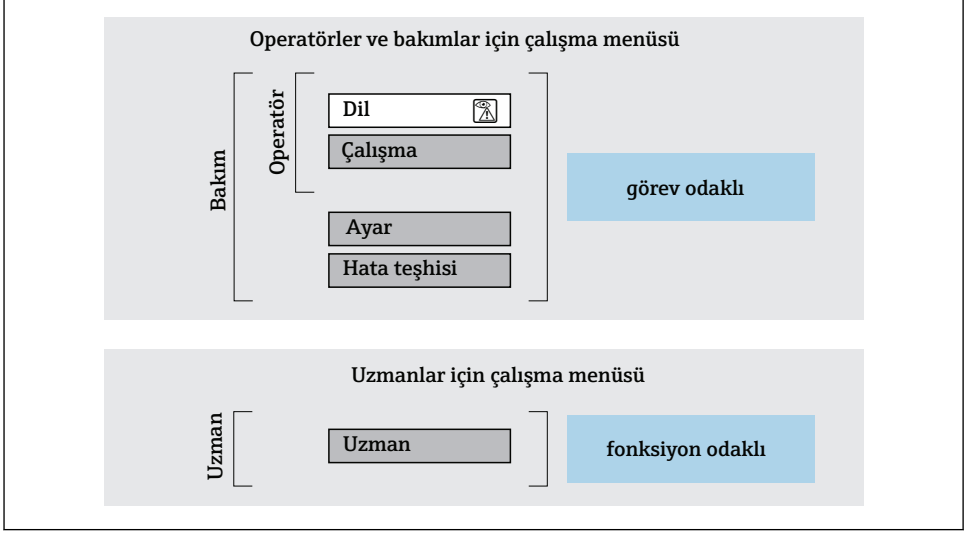 Operatörler ve bakımlar için çalışma menüsü
Bakım
Operatör
Dil
Çalışma
Ayar
Hata teşhisi
görev odaklı
Uzmanlar için çalışma menüsü
Uzman
Uzman
fonksiyon odaklı